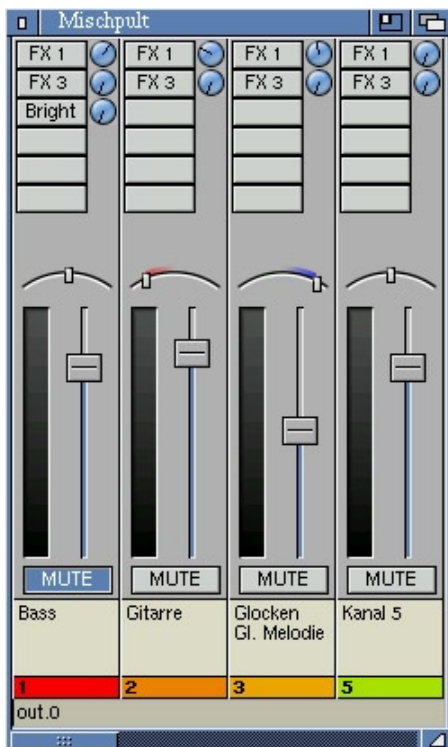 Mischpult
FX 1 FX 1 FX 1 FX 1
FX 3 FX 3 FX 3 FX 3
Bright
MUTE MUTE MUTE MUTE
Bass Gitarre Glocken Kanal 5
Gl. Melodie
1 2 3 5
out.0